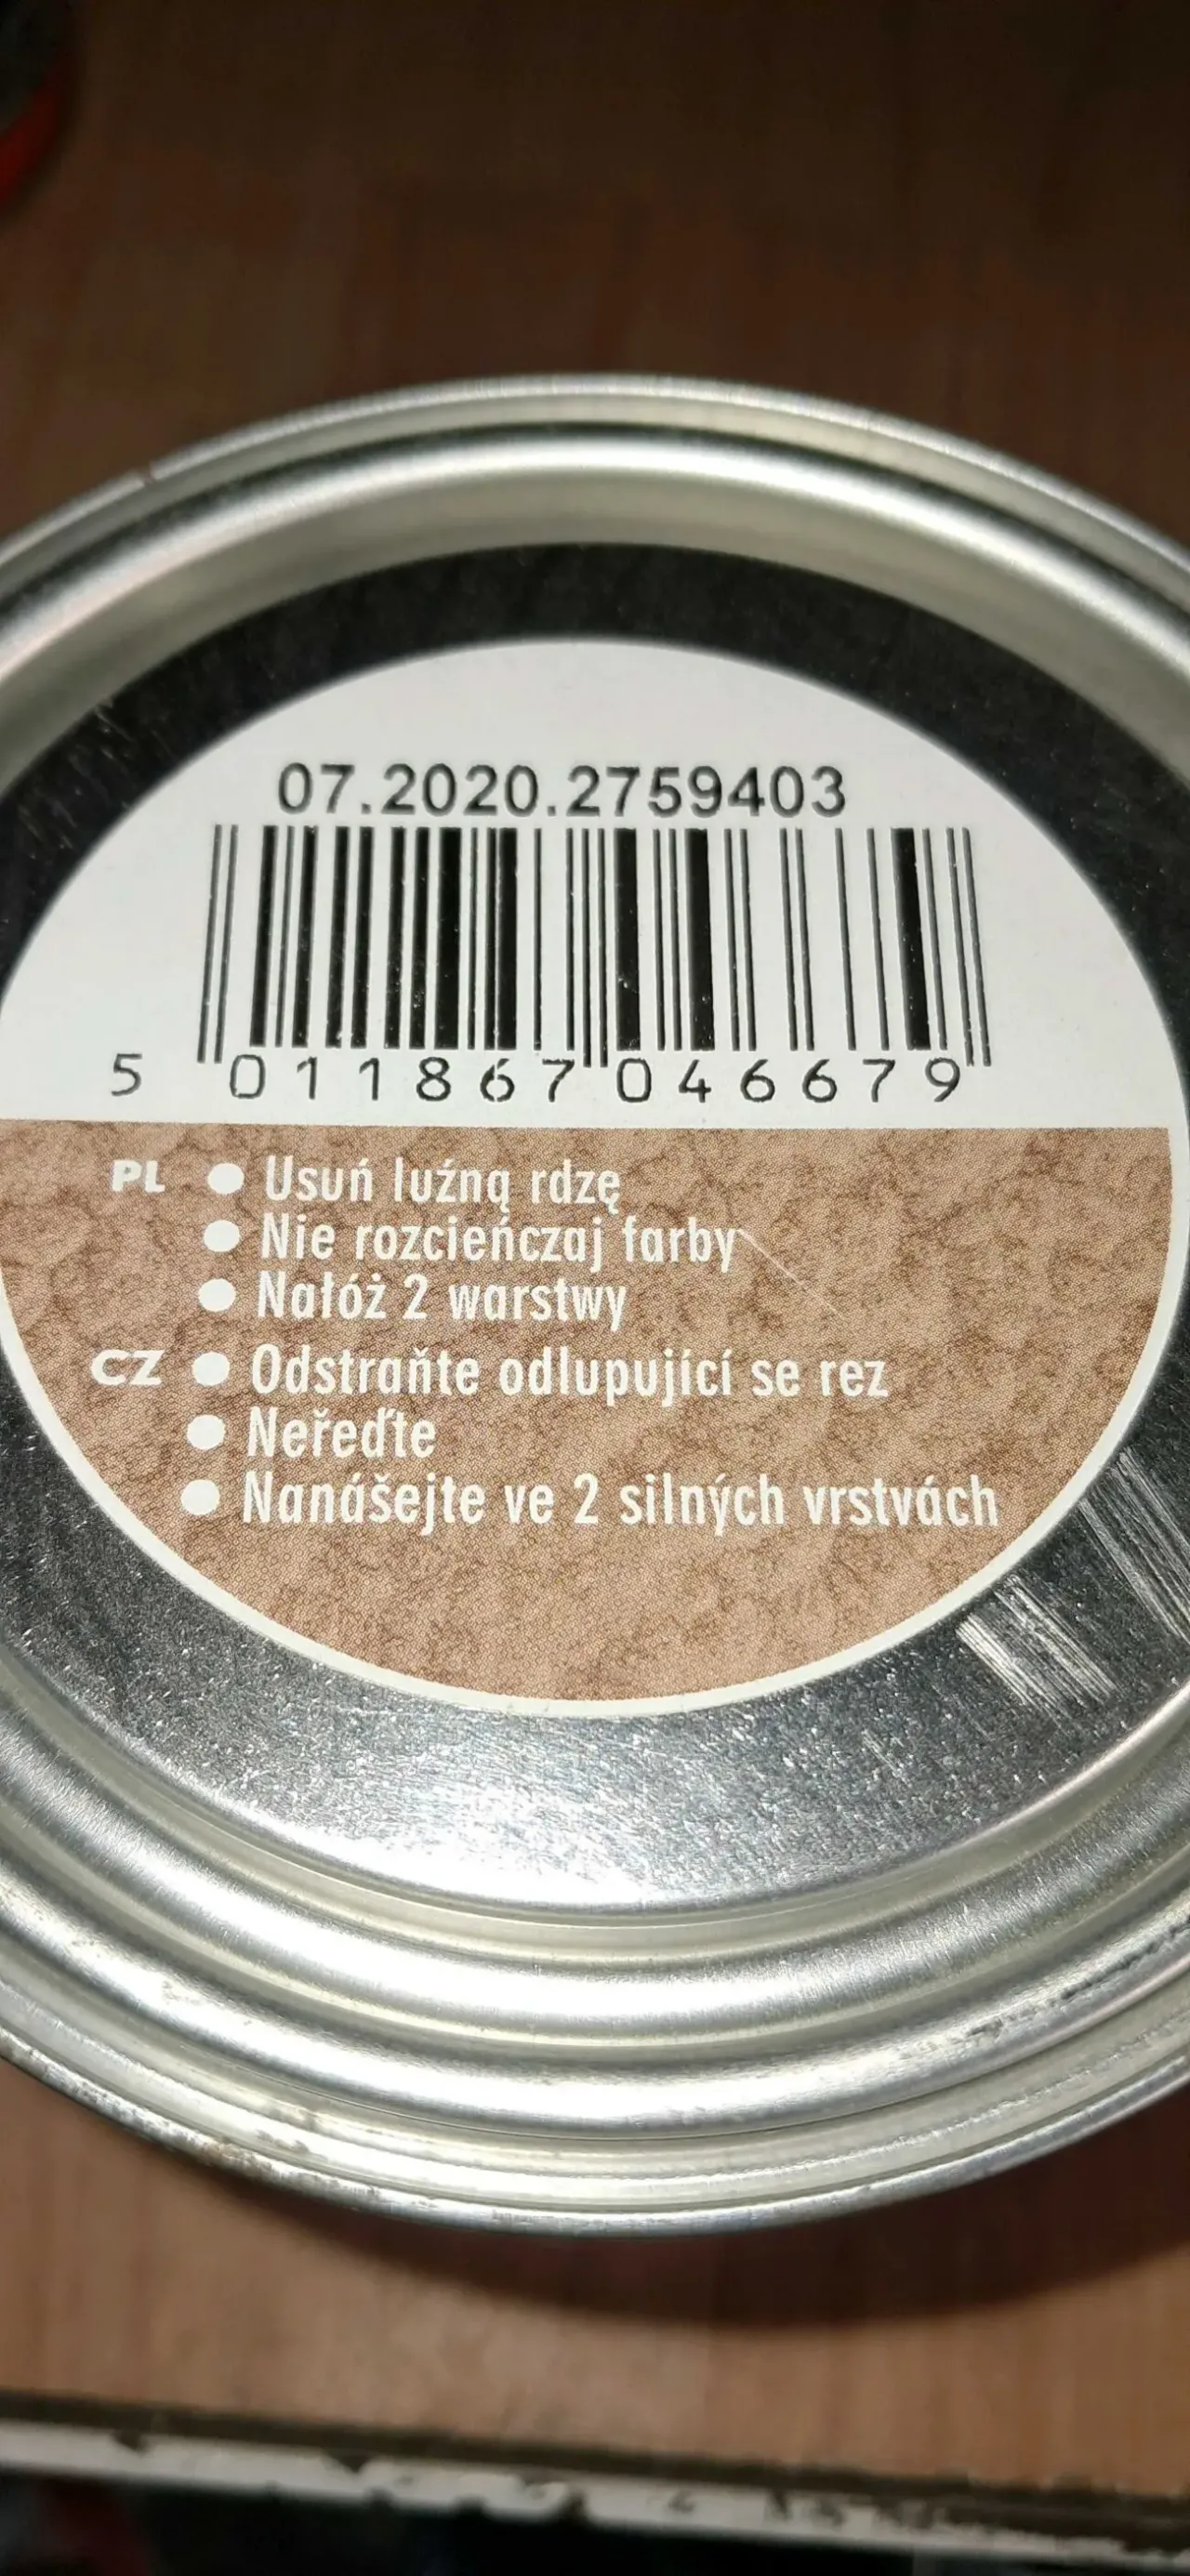 07.2020.2759403
5 011867 046679
PL ● Usuń luźną rdzę
● Nie rozcieńczaj farby
● Nałóż 2 warstwy
CZ ● Odstraňte odlupující se rez
● Neřeďte
● Nanášejte ve 2 silných vrstvách